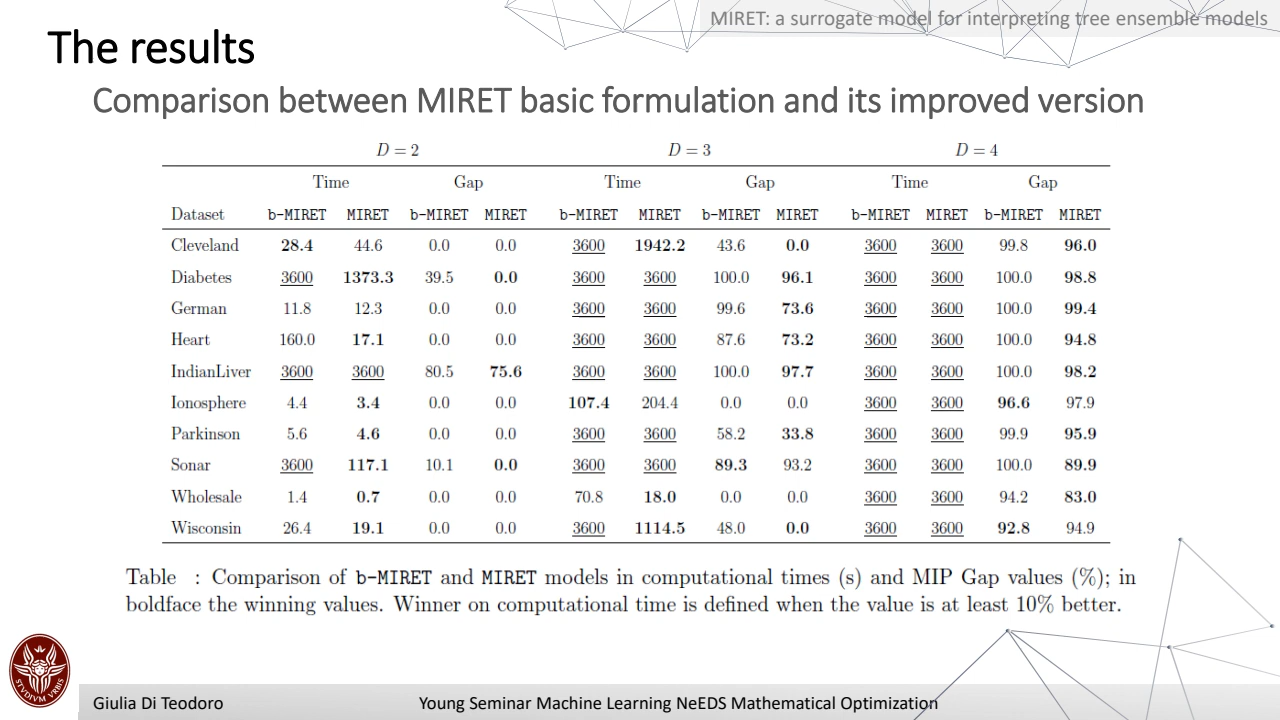 MIRET: a surrogate model for interpreting tree ensemble models
The results
Comparison between MIRET basic formulation and its improved version
D = 2 D = 3 D = 4
Time Gap Time Gap Time Gap
Dataset b-MIRET MIRET b-MIRET MIRET b-MIRET MIRET b-MIRET MIRET b-MIRET MIRET b-MIRET MIRET
Cleveland 28.4 44.6 0.0 0.0 3600 1942.2 43.6 0.0 3600 3600 99.8 96.0
Diabetes 3600 1373.3 39.5 0.0 3600 3600 100.0 96.1 3600 3600 100.0 98.8
German 11.8 12.3 0.0 0.0 3600 3600 99.6 73.6 3600 3600 100.0 99.4
Heart 160.0 17.1 0.0 0.0 3600 3600 87.6 73.2 3600 3600 100.0 94.8
IndianLiver 3600 3600 80.5 75.6 3600 3600 100.0 97.7 3600 3600 100.0 98.2
Ionosphere 4.4 3.4 0.0 0.0 107.4 204.4 0.0 0.0 3600 3600 96.6 97.9
Parkinson 5.6 4.6 0.0 0.0 3600 3600 58.2 33.8 3600 3600 99.9 95.9
Sonar 3600 117.1 10.1 0.0 3600 3600 89.3 93.2 3600 3600 100.0 89.9
Wholesale 1.4 0.7 0.0 0.0 70.8 18.0 0.0 0.0 3600 3600 94.2 83.0
Wisconsin 26.4 19.1 0.0 0.0 3600 1114.5 48.0 0.0 3600 3600 92.8 94.9
Table : Comparison of b-MIRET and MIRET models in computational times (s) and MIP Gap values (%); in
boldface the winning values. Winner on computational time is defined when the value is at least 10% better.
STVDIVM VRBIS
Giulia Di Teodoro Young Seminar Machine Learning NeEDS Mathematical Optimization